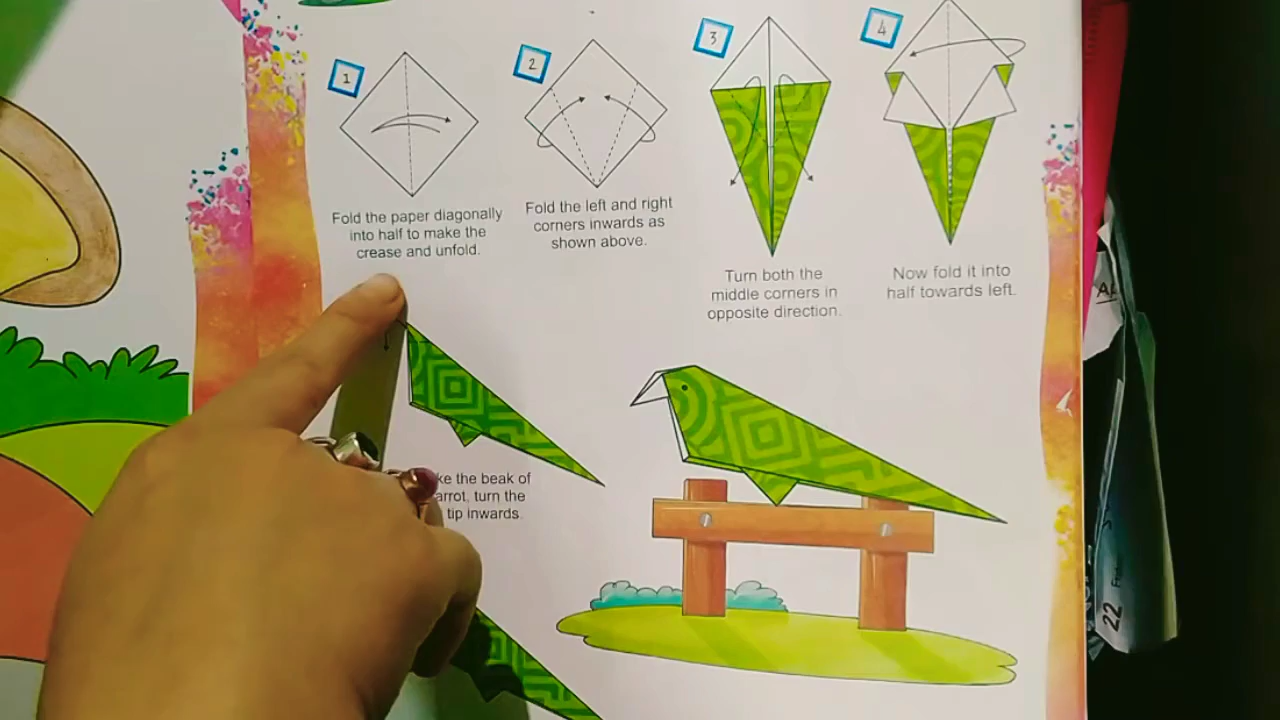 1
Fold the paper diagonally
into half to make the
crease and unfold.
2
Fold the left and right
corners inwards as
shown above.
3
Turn both the
middle corners in
opposite direction.
4
Now fold it into
half towards left.
the beak of
turn the
tip inwards.
22